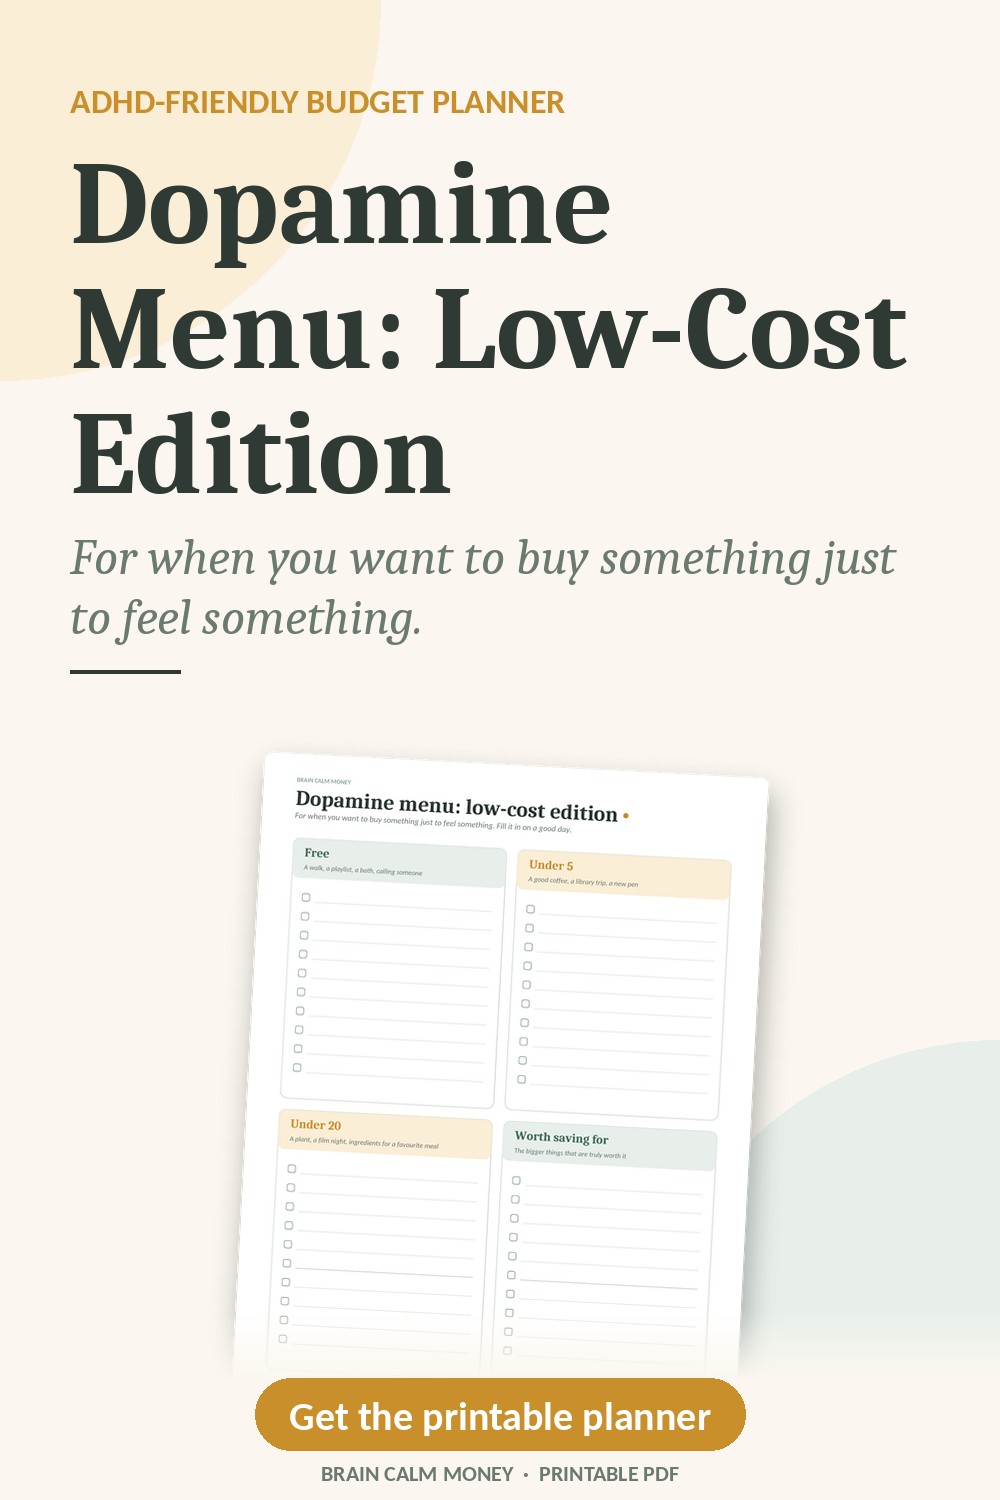 ADHD-FRIENDLY BUDGET PLANNER
Dopamine
Menu: Low-Cost
Edition
For when you want to buy something just
to feel something.
BRAIN CALM MONEY
Dopamine menu: low-cost edition •
For when you want to buy something just to feel something. Fill it in on a good day.
Free
A walk, a playlist, a bath, calling someone
Under 5
A good coffee, a library trip, a new pen
Under 20
A plant, a film night, ingredients for a favourite meal
Worth saving for
The bigger things that are truly worth it
Get the printable planner
BRAIN CALM MONEY · PRINTABLE PDF